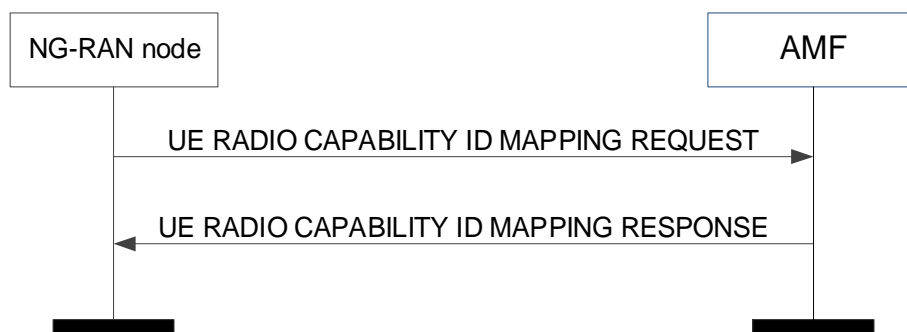 NG-RAN node
AMF
UE RADIO CAPABILITY ID MAPPING REQUEST
UE RADIO CAPABILITY ID MAPPING RESPONSE